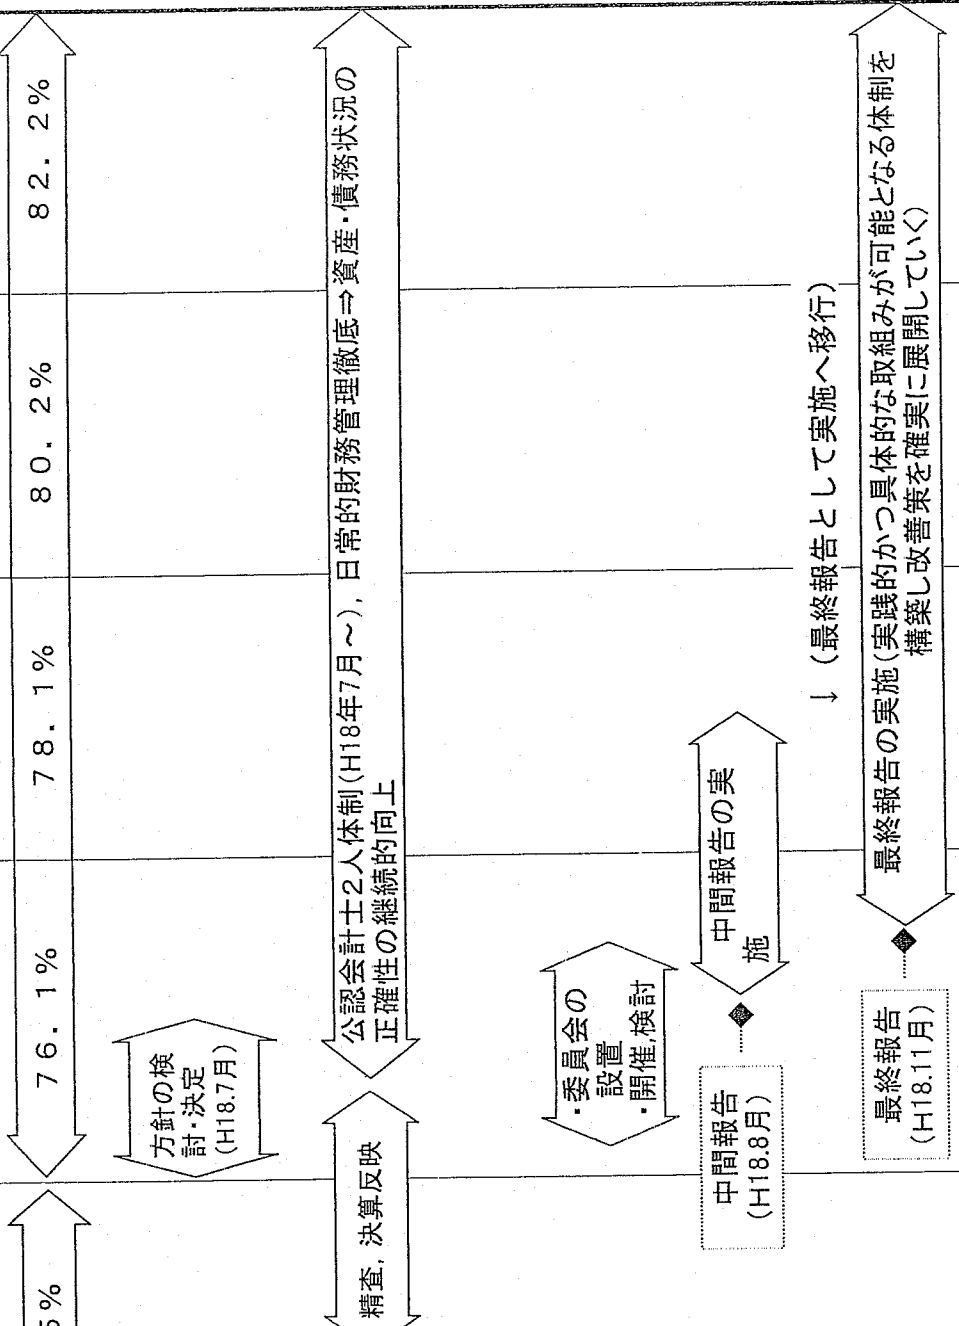 5%
76.1%
78.1%
80.2%
82.2%
方針の検
討・決定
(H18.7月)
精査,決算反映
公認会計士2人体制(H18年7月~),日常的財務管理徹底⇒資産・債務状況の
正確性の継続的向上
・委員会の
設置
・開催,検討
中間報告
(H18.8月)
中間報告の実
施
↓ (最終報告として実施へ移行)
最終報告
(H18.11月)
最終報告の実施(実践的かつ具体的な取組みが可能となる体制を
構築し改善策を確実に展開していく)